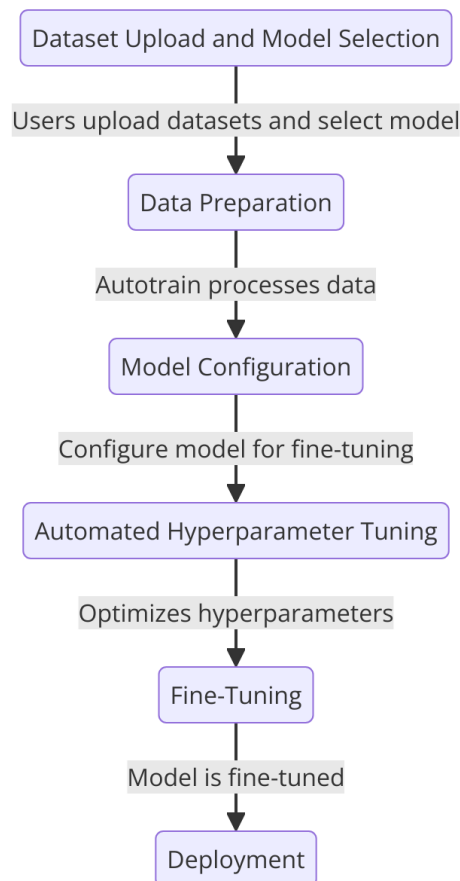 Dataset Upload and Model Selection
Users upload datasets and select model
Data Preparation
Autotrain processes data
Model Configuration
Configure model for fine-tuning
Automated Hyperparameter Tuning
Optimizes hyperparameters
Fine-Tuning
Model is fine-tuned
Deployment